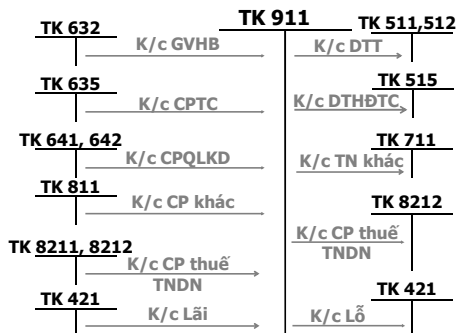 TK 911
TK 632
TK 511,512
K/c GVHB
K/c DTT
TK 635
TK 515
K/c CPTC
K/c DTHĐTC
TK 641, 642
TK 711
K/c CPQLKD
K/c TN khác
TK 811
TK 8212
K/c CP khác
K/c CP thuế
TNDN
TK 8211, 8212
K/c CP thuế
TNDN
TK 421
TK 421
K/c Lãi
K/c Lỗ